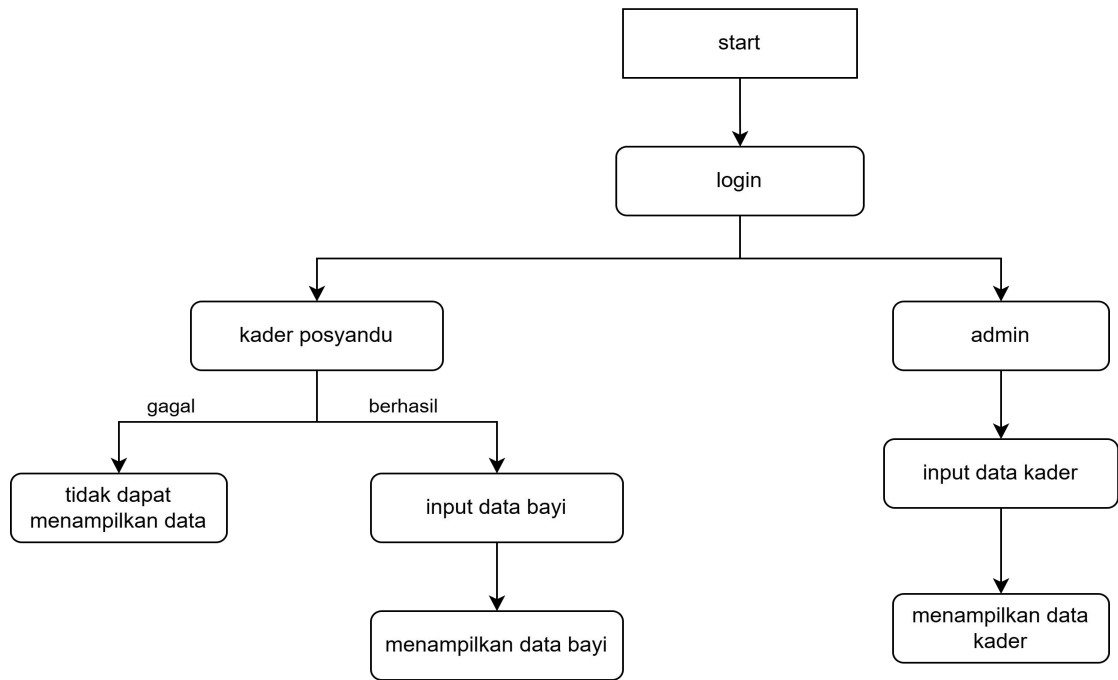 start
login
kader posyandu
admin
gagal
berhasil
tidak dapat
menampilkan data
input data bayi
input data kader
menampilkan data bayi
menampilkan data
kader